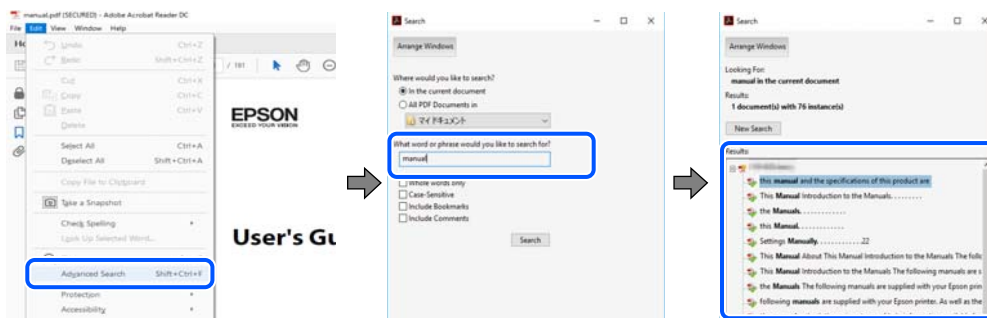 manual.pdf (SECURED) - Adobe Acrobat Reader DC
File Edit View Window Help
Undo Ctrl+Z
Shift+Ctrl+Z
Cut Ctrl+X
Copy Ctrl+C
Paste Ctrl+V
Delete
Select All Ctrl+A
Deselect All Shift+Ctrl+A
Copy File to Clipboard
Take a Snapshot
Check Spelling
Look Up Selected Word...
Advanced Search Shift+Ctrl+F
Protection
Accessibility
/ 181
EPSON
EXCEED YOUR VISION
User's Gu
Search
Arrange Windows
Where would you like to search?
In the current document
All PDF Documents in
マイ ドキュメント
What word or phrase would you like to search for?
manual
Whole words only
Case-Sensitive
Include Bookmarks
Include Comments
Search
Search
Arrange Windows
Looking For:
manual in the current document
Results:
1 document(s) with 76 instance(s)
New Search
Results:
this manual and the specifications of this product are
This Manual Introduction to the Manuals.........
the Manuals.............
this Manual.............
Settings Manually.............22
This Manual About This Manual Introduction to the Manuals The follo
This Manual Introduction to the Manuals The following manuals are s
the Manuals The following manuals are supplied with your Epson prin
following manuals are supplied with your Epson printer. As well as the